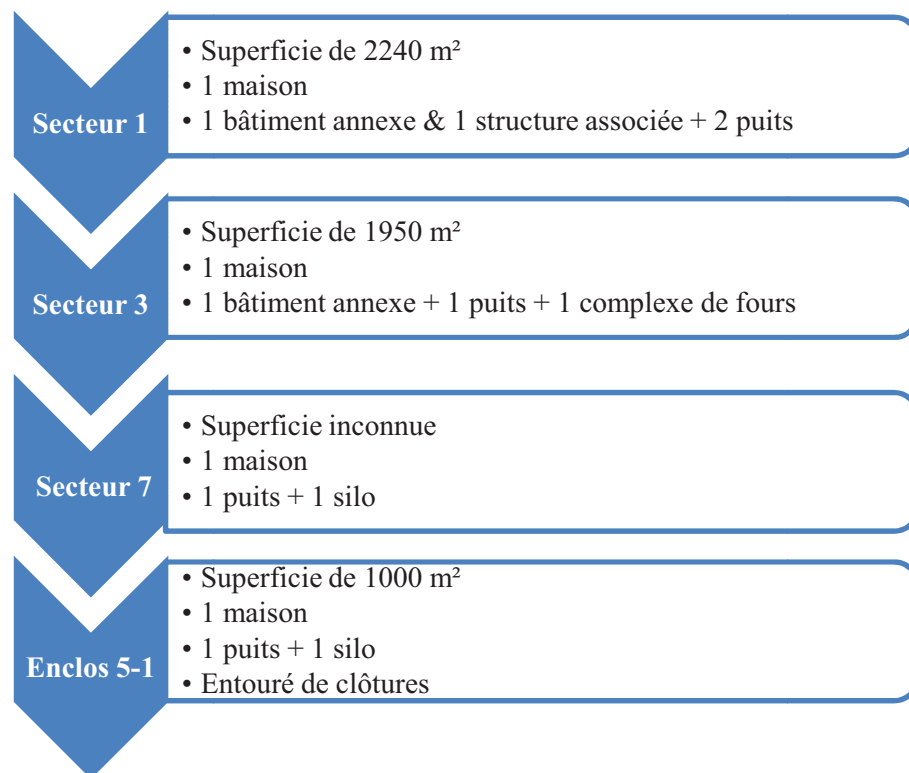 Secteur 1
• Superficie de 2240 m²
• 1 maison
• 1 bâtiment annexe & 1 structure associée + 2 puits
Secteur 3
• Superficie de 1950 m²
• 1 maison
• 1 bâtiment annexe + 1 puits + 1 complexe de fours
Secteur 7
• Superficie inconnue
• 1 maison
• 1 puits + 1 silo
Enclos 5-1
• Superficie de 1000 m²
• 1 maison
• 1 puits + 1 silo
• Entouré de clôtures